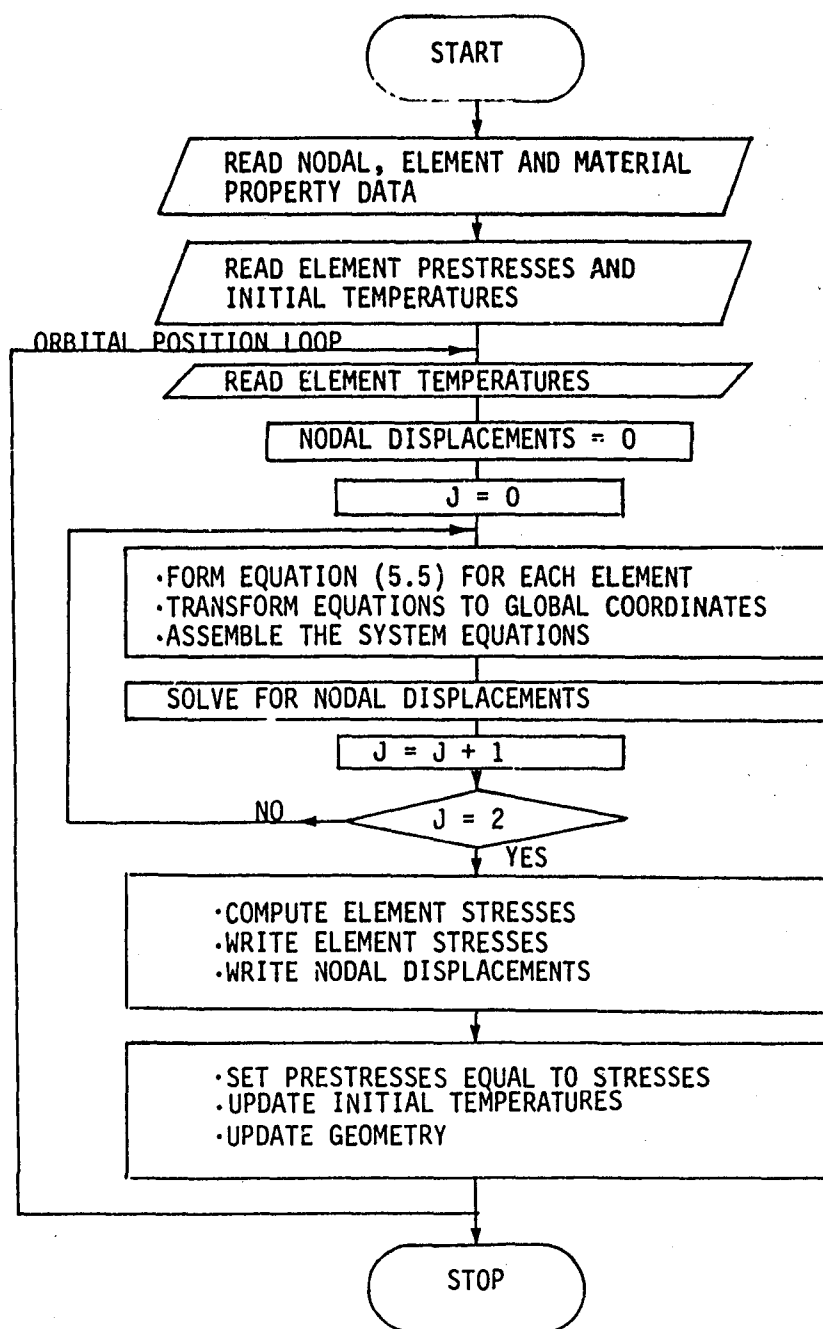 START
READ NODAL, ELEMENT AND MATERIAL
PROPERTY DATA
READ ELEMENT PRESTRESSES AND
INITIAL TEMPERATURES
ORBITAL POSITION LOOP
READ ELEMENT TEMPERATURES
NODAL DISPLACEMENTS = 0
J = 0
·FORM EQUATION (5.5) FOR EACH ELEMENT
·TRANSFORM EQUATIONS TO GLOBAL COORDINATES
·ASSEMBLE THE SYSTEM EQUATIONS
SOLVE FOR NODAL DISPLACEMENTS
J = J + 1
NO
J = 2
YES
·COMPUTE ELEMENT STRESSES
·WRITE ELEMENT STRESSES
·WRITE NODAL DISPLACEMENTS
·SET PRESTRESSES EQUAL TO STRESSES
·UPDATE INITIAL TEMPERATURES
·UPDATE GEOMETRY
STOP